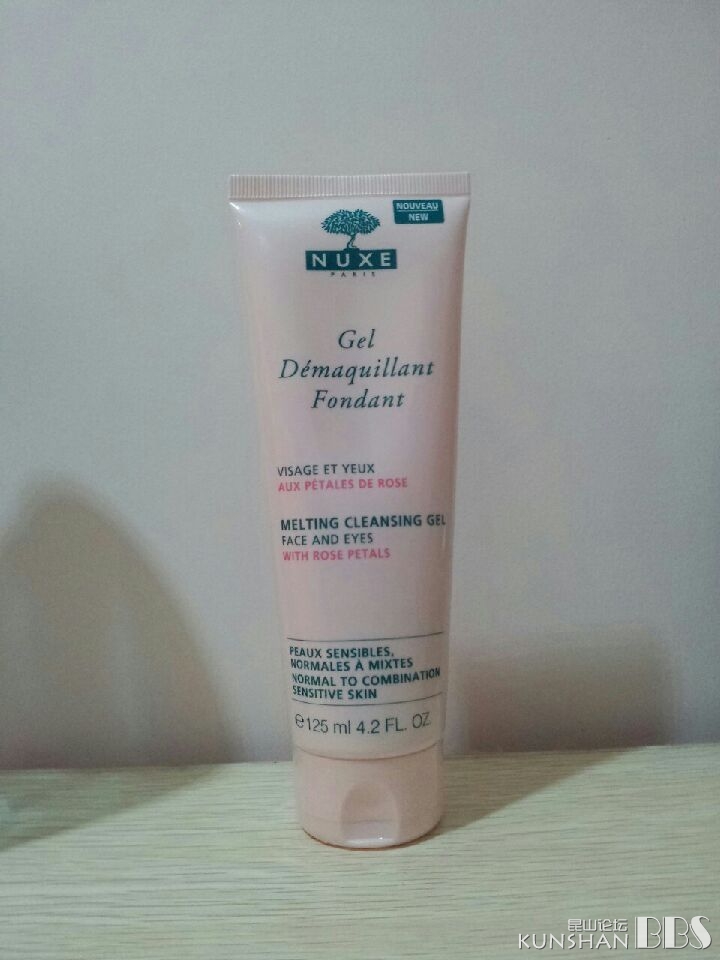 NOUVEAU
NEW
NUXE
PARIS
Gel
Démaquillant
Fondant
VISAGE ET YEUX
AUX PÉTALES DE ROSE
MELTING CLEANSING GEL
FACE AND EYES
WITH ROSE PETALS
PEAUX SENSIBLES,
NORMALES À MIXTES
NORMAL TO COMBINATION
SENSITIVE SKIN
e125 ml 4.2 FL. OZ.
昆山论坛
KUNSHAN BBS